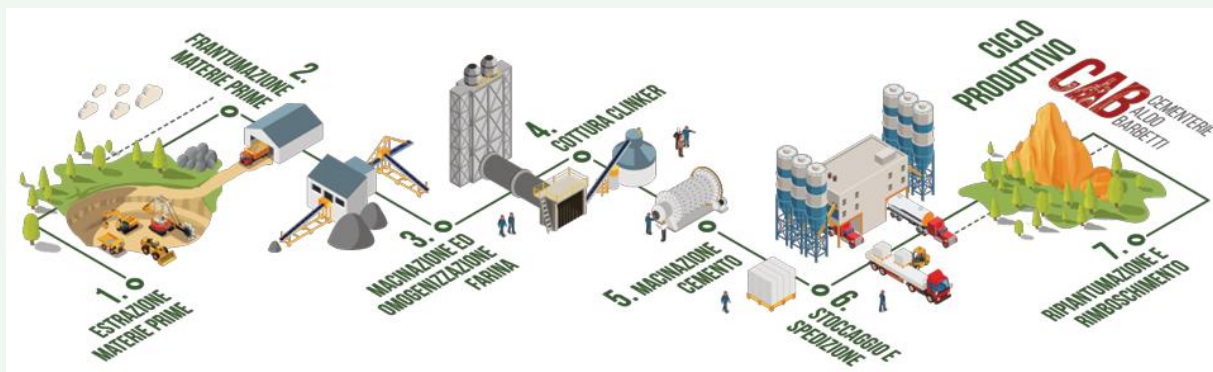 1.
ESTRAZIONE
MATERIE PRIME
2.
FRANTUMAZIONE
MATERIE PRIME
3.
MACINAZIONE ED
OMOGENIZZAZIONE
FARINA
4.
COTTURA CLINKER
5. MACINAZIONE
CEMENTO
6.
STOCCAGGIO E
SPEDIZIONE
7.
RIPIANTUMAZIONE E
RIMBOSCHIMENTO
CICLO
PRODUTTIVO
CAB
CEMENTERIE
ALDO
BARBETTI